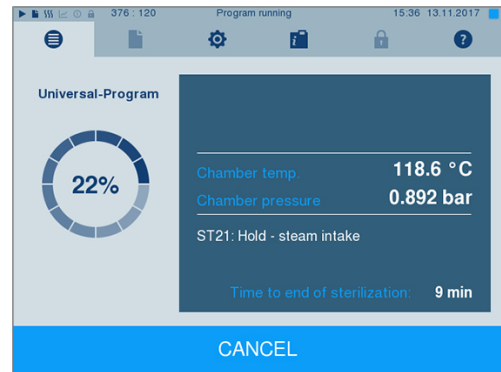 376 : 120 Program running 15:36 13.11.2017
Universal-Program
22%
Chamber temp. 118.6 °C
Chamber pressure 0.892 bar
ST21: Hold - steam intake
Time to end of sterilization: 9 min
CANCEL